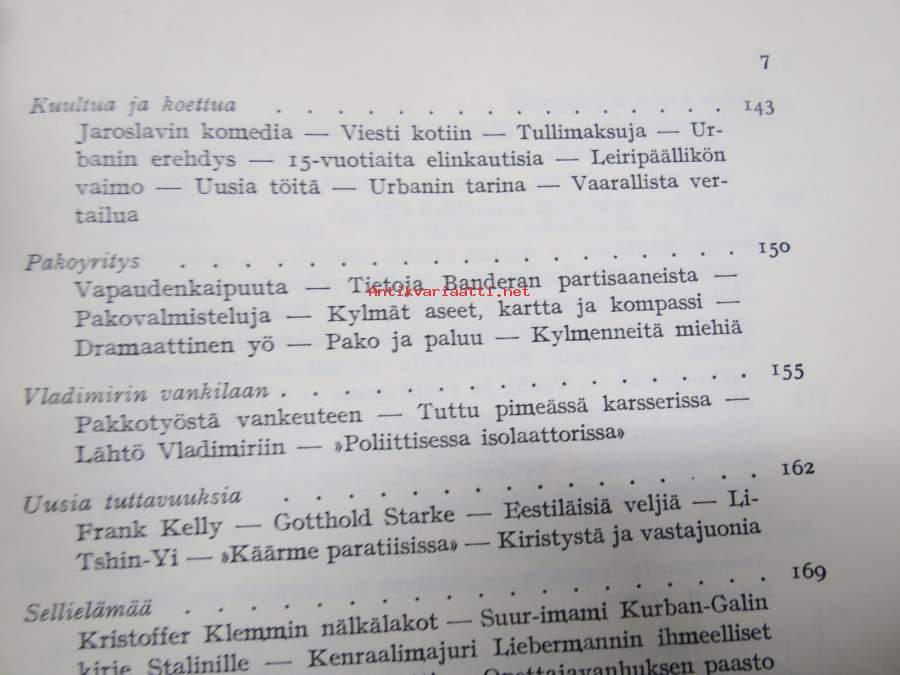 7
Kuultua ja koettua . . . . . . . . . . . . . . . . . . 143
Jaroslavin komedia — Viesti kotiin — Tullimaksuja — Ur-
banin erehdys — 15-vuotiaita elinkautisia — Leiripäällikön
vaimo — Uusia töitä — Urbanin tarina — Vaarallista ver-
tailua
Pakoyritys . . . . . . . . . . . . . . . . . . 150
Vapaudenkaipuuta — Tietoja Banderan partisaaneista —
Antikvariaatti.net
Pakovalmisteluja — Kylmät aseet, kartta ja kompassi —
Dramaattinen yö — Pako ja paluu — Kylmenneitä miehiä
Vladimirin vankilaan . . . . . . . . . . . . . . . 155
Pakkotyöstä vankeuteen — Tuttu pimeässä karsserissa —
Lähtö Vladimiriin — »Poliittisessa isolaattorissa»
Uusia tuttavuuksia . . . . . . . . . . . . . . . 162
Frank Kelly — Gotthold Starke — Eestiläisiä veljiä — Li-
Tshin-Yi — »Käärme paratiisissa» — Kiristystä ja vastajuonia
Sellielämää . . . . . . . . . . . . . . . . . . 169
Kristoffer Klemmin nälkälakot — Suur-imami Kurban-Galin
kirje Stalinille — Kenraalimajuri Liebermannin ihmeelliset
— Opettajavanhuksen paasto